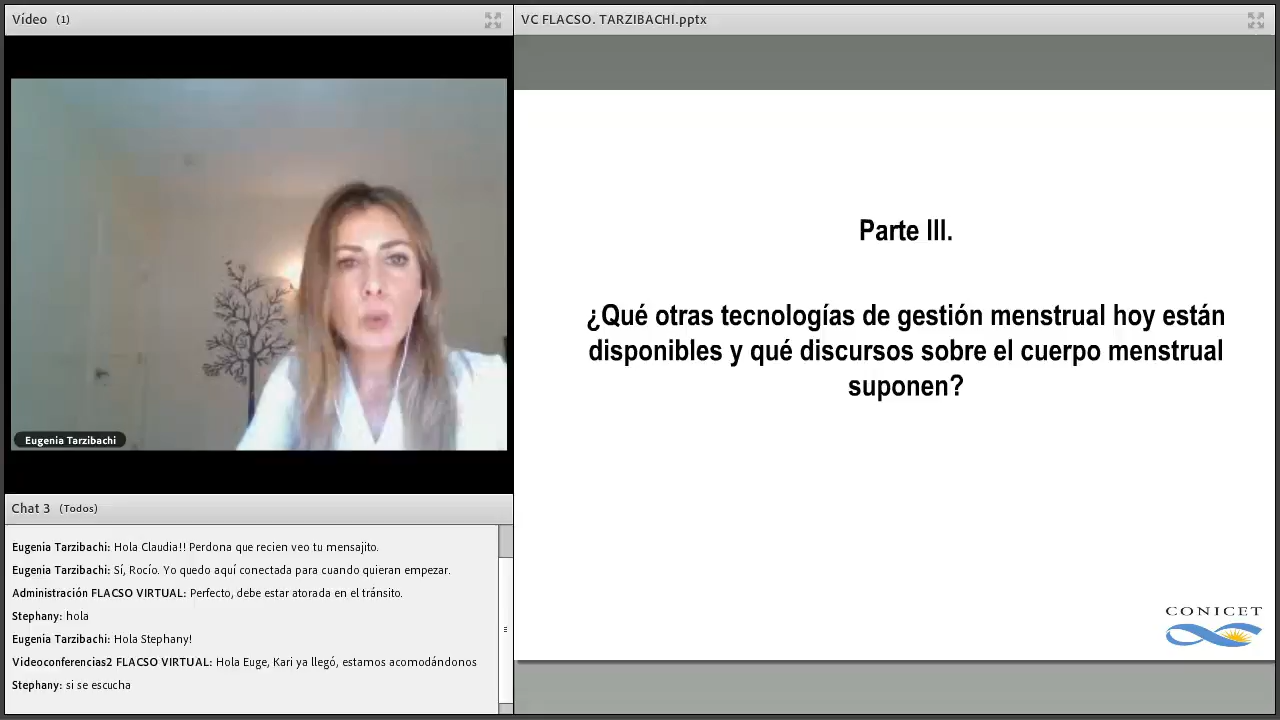 Vídeo (1)
Eugenia Tarzibachi
Chat 3 (Todos)
Eugenia Tarzibachi: Hola Claudia!! Perdona que recien veo tu mensajito.
Eugenia Tarzibachi: Sí, Rocío. Yo quedo aquí conectada para cuando quieran empezar.
Administración FLACSO VIRTUAL: Perfecto, debe estar atorada en el tránsito.
Stephany: hola
Eugenia Tarzibachi: Hola Stephany!
Videoconferencias2 FLACSO VIRTUAL: Hola Euge, Kari ya llegó, estamos acomodándonos
Stephany: si se escucha
VC FLACSO. TARZIBACHI.pptx
Parte III.
¿Qué otras tecnologías de gestión menstrual hoy están
disponibles y qué discursos sobre el cuerpo menstrual
suponen?
CONICET